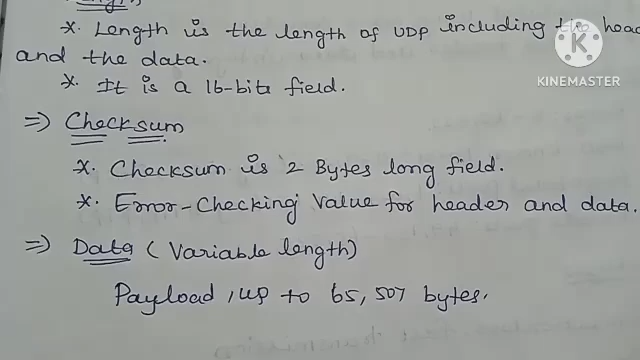 Length
*. Length is the length of UDP including the head
and the data.
*. It is a 16-bits field.
KINEMASTER
=) Checksum
*. Checksum is 2 Bytes long field.
*. Error-Checking Value for header and data.
=) Data (Variable length)
Payload, up to 65,507 bytes.